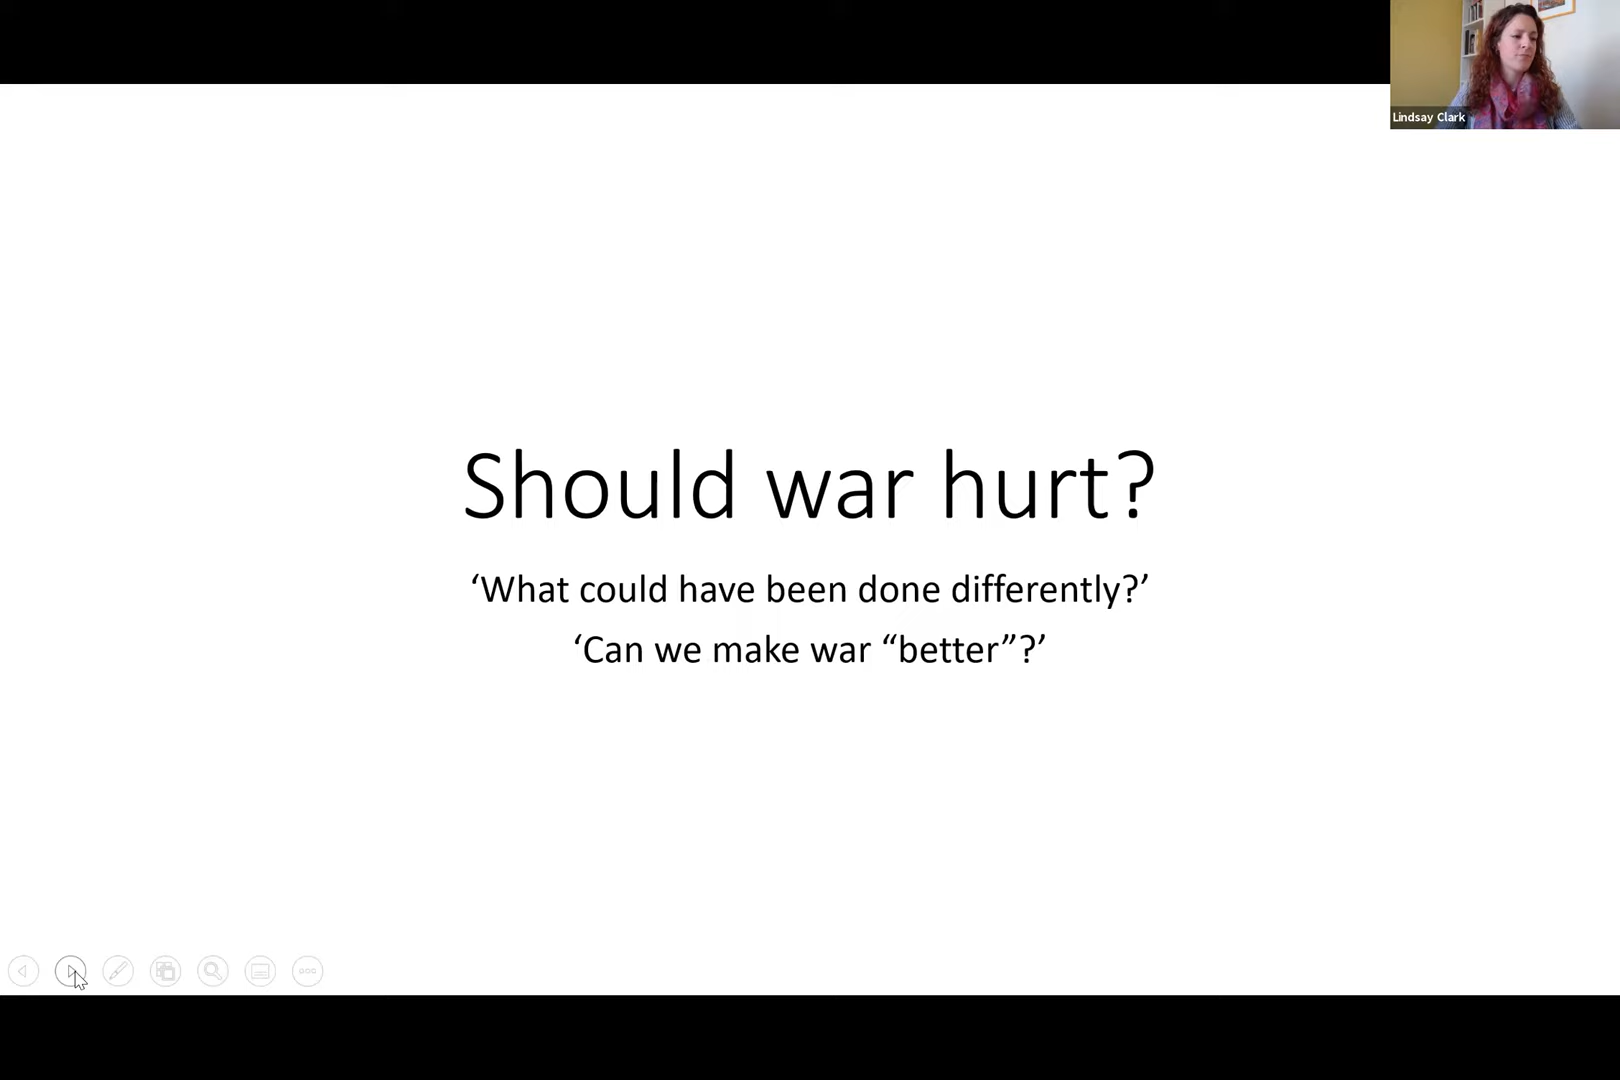 Lindsay Clark
Should war hurt?
‘What could have been done differently?’
‘Can we make war “better”?’